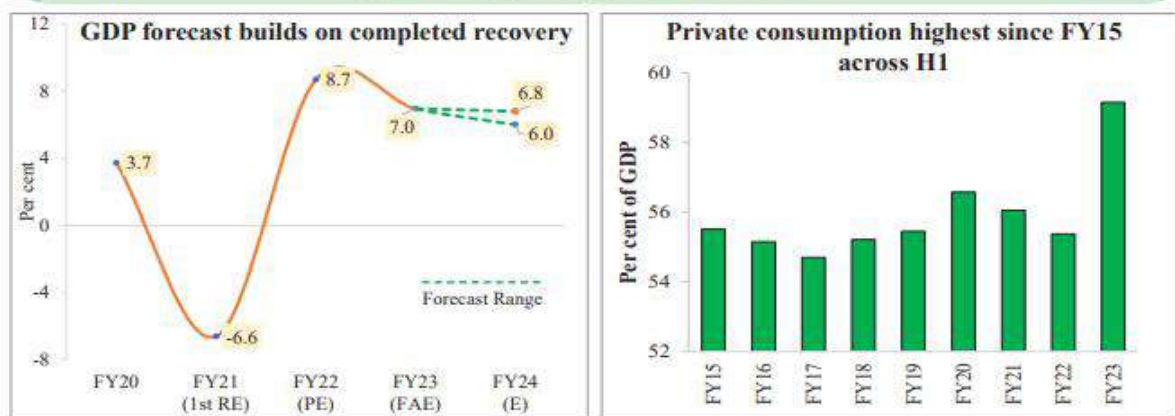 GDP forecast builds on completed recovery
12
8
4
0
-4
-8
Per cent
3.7
-6.6
8.7
7.0
6.8
6.0
Forecast Range
FY20
FY21
(1st RE)
FY22
(PE)
FY23
(FAE)
FY24
(E)
Private consumption highest since FY15
across H1
60
58
56
54
52
Per cent of GDP
FY15
FY16
FY17
FY18
FY19
FY20
FY21
FY22
FY23